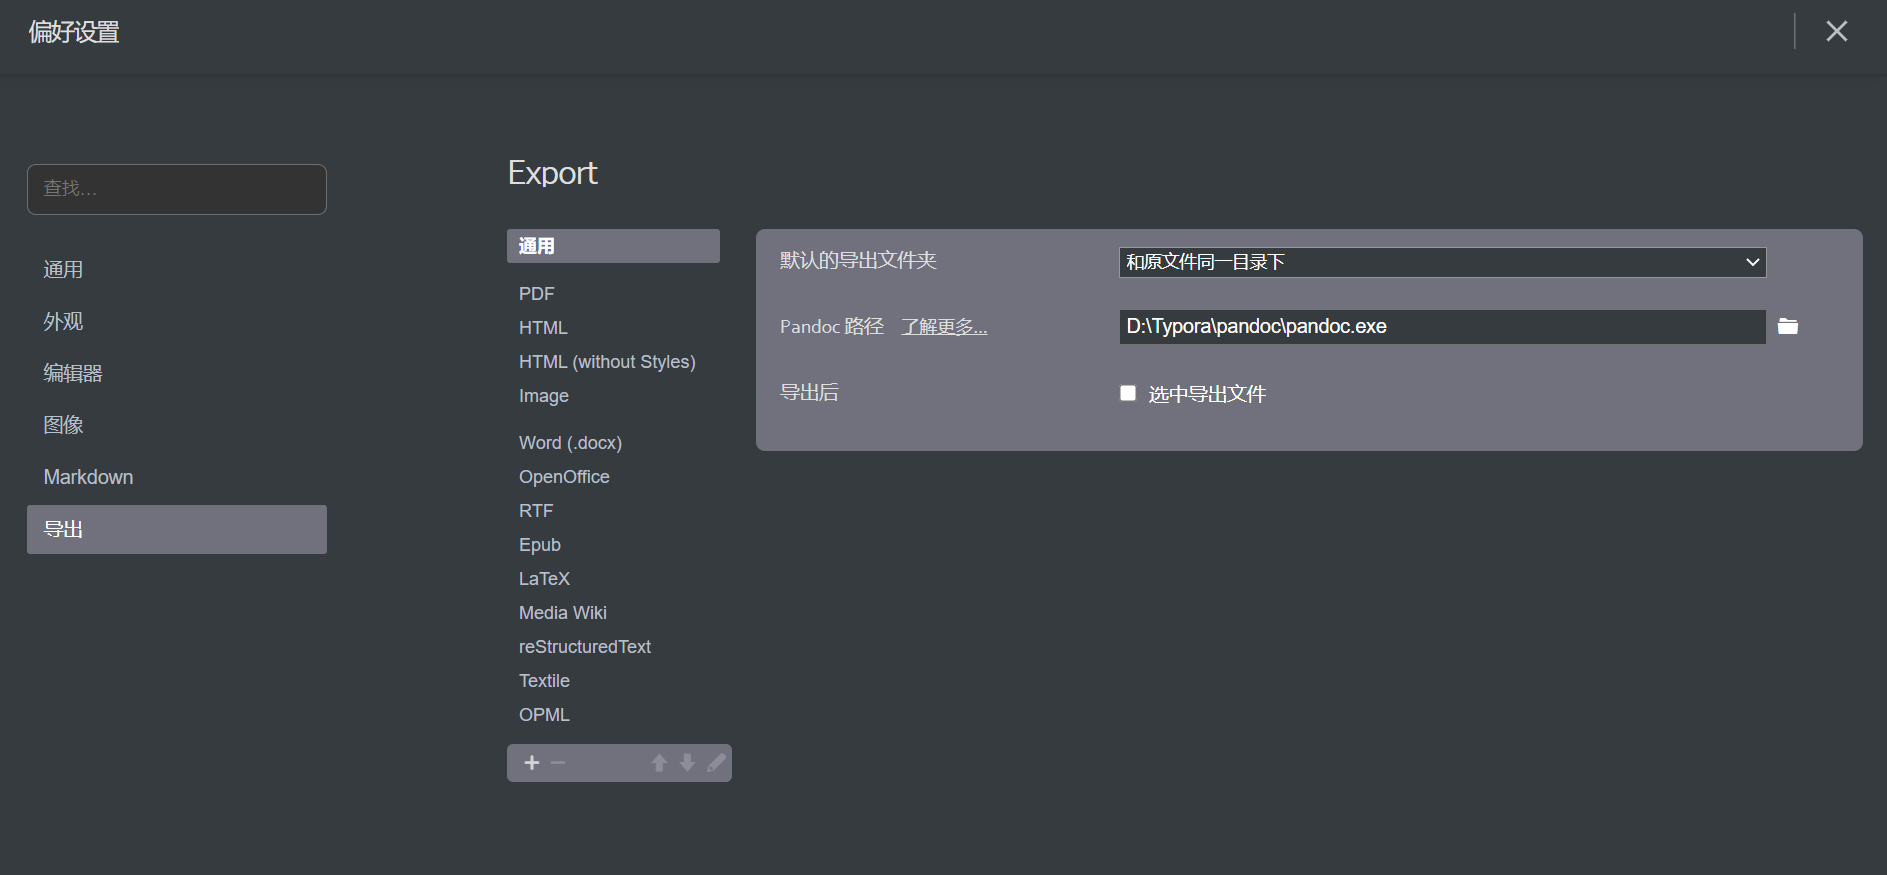 偏好设置
查找...
通用
外观
编辑器
图像
Markdown
导出
Export
通用
PDF
HTML
HTML (without Styles)
Image
Word (.docx)
OpenOffice
RTF
Epub
LaTeX
Media Wiki
reStructuredText
Textile
OPML
默认的导出文件夹 和原文件同一目录下
Pandoc 路径 了解更多... D:\Typora\pandoc\pandoc.exe
导出后 选中导出文件